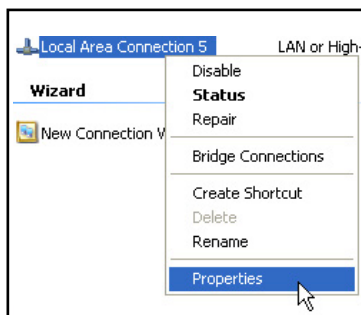 Local Area Connection 5 LAN or High-
Disable
Wizard
Status
Repair
New Connection W
Bridge Connections
Create Shortcut
Delete
Rename
Properties